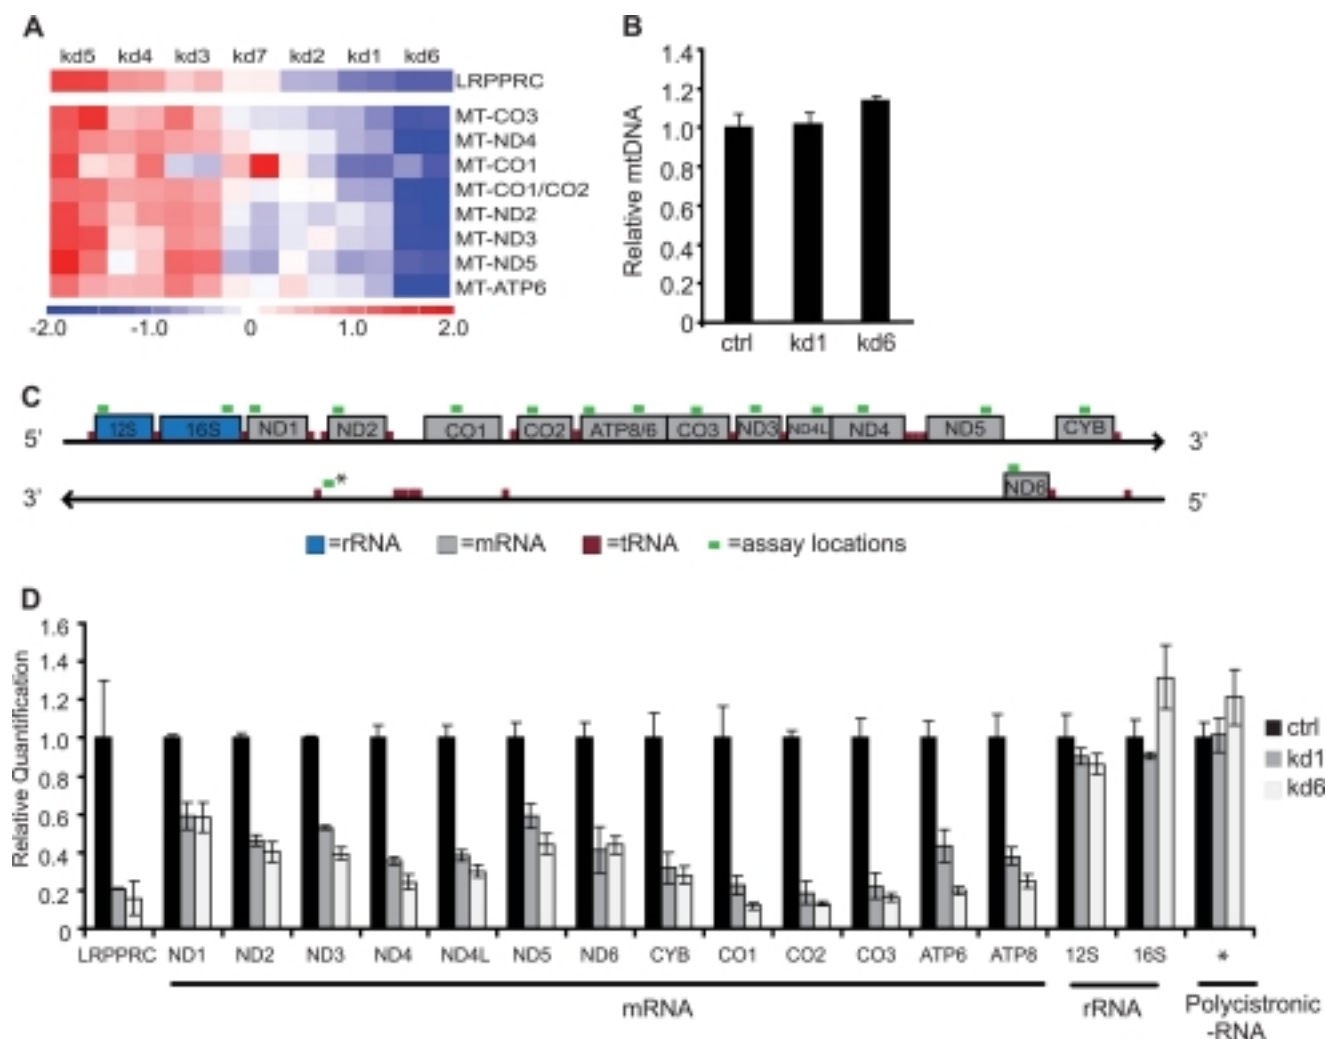 A
kd5 kd4 kd3 kd7 kd2 kd1 kd6
LRPPRC
MT-CO3
MT-ND4
MT-CO1
MT-CO1/CO2
MT-ND2
MT-ND3
MT-ND5
MT-ATP6
-2.0 -1.0 0 1.0 2.0
B
Relative mtDNA
1.4
1.2
1.0
0.8
0.6
0.4
0.2
0
ctrl kd1 kd6
C
5' 12S 16S ND1 ND2 CO1 CO2 ATP8/6 CO3 ND3 ND4L ND4 ND5 CYB 3'
3' * ND6 5'
=rRNA =mRNA =tRNA =assay locations
D
Relative Quantification
1.6
1.4
1.2
1.0
0.8
0.6
0.4
0.2
0
ctrl
kd1
kd6
LRPPRC ND1 ND2 ND3 ND4 ND4L ND5 ND6 CYB CO1 CO2 CO3 ATP6 ATP8 12S 16S *
mRNA rRNA Polycistronic
-RNA